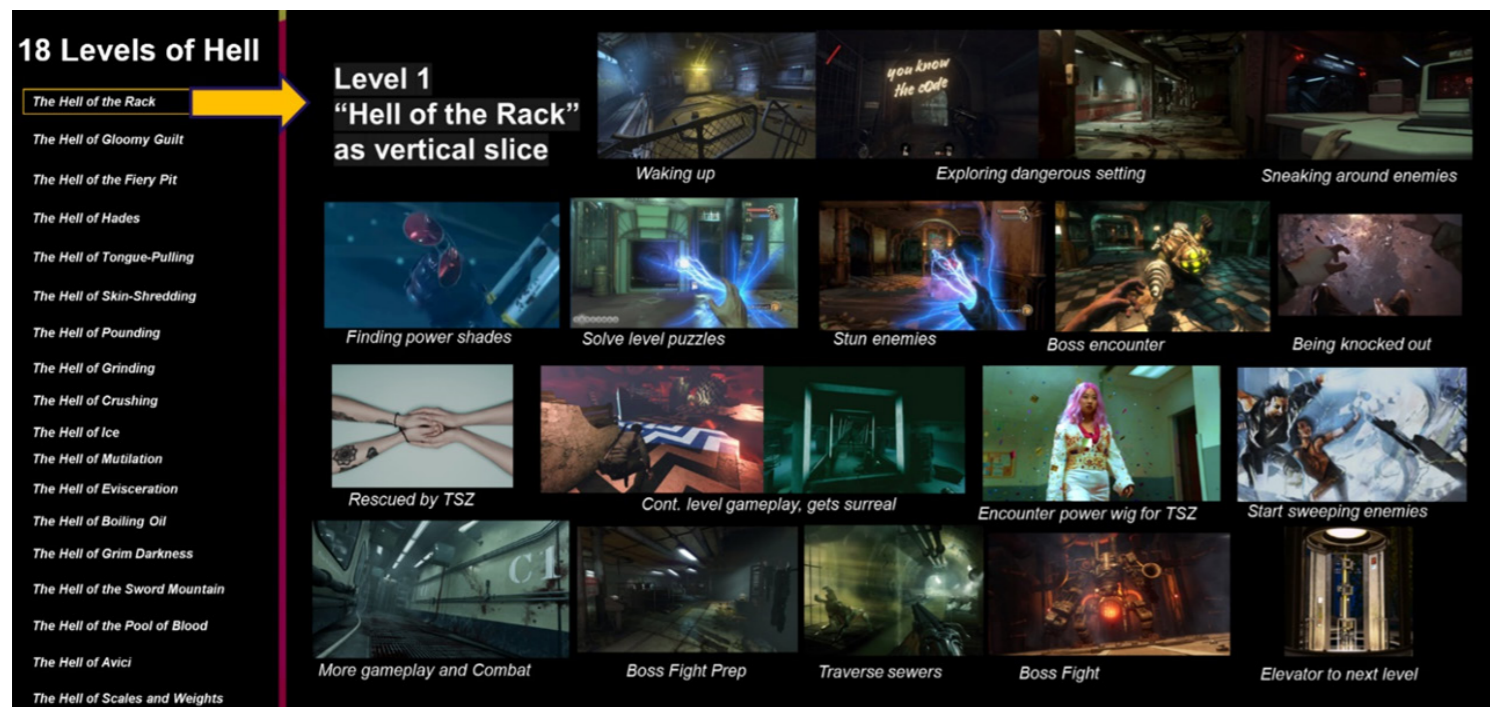 18 Levels of Hell
The Hell of the Rack
The Hell of Gloomy Guilt
The Hell of the Fiery Pit
The Hell of Hades
The Hell of Tongue-Pulling
The Hell of Skin-Shredding
The Hell of Pounding
The Hell of Grinding
The Hell of Crushing
The Hell of Ice
The Hell of Mutilation
The Hell of Evisceration
The Hell of Boiling Oil
The Hell of Grim Darkness
The Hell of the Sword Mountain
The Hell of the Pool of Blood
The Hell of Avici
The Hell of Scales and Weights
Level 1
“Hell of the Rack”
as vertical slice
you know
the code
Waking up
Exploring dangerous setting
Sneaking around enemies
Finding power shades
Solve level puzzles
Stun enemies
Boss encounter
Being knocked out
Rescued by TSZ
Cont. level gameplay, gets surreal
Encounter power wig for TSZ
Start sweeping enemies
C1
More gameplay and Combat
Boss Fight Prep
Traverse sewers
Boss Fight
Elevator to next level